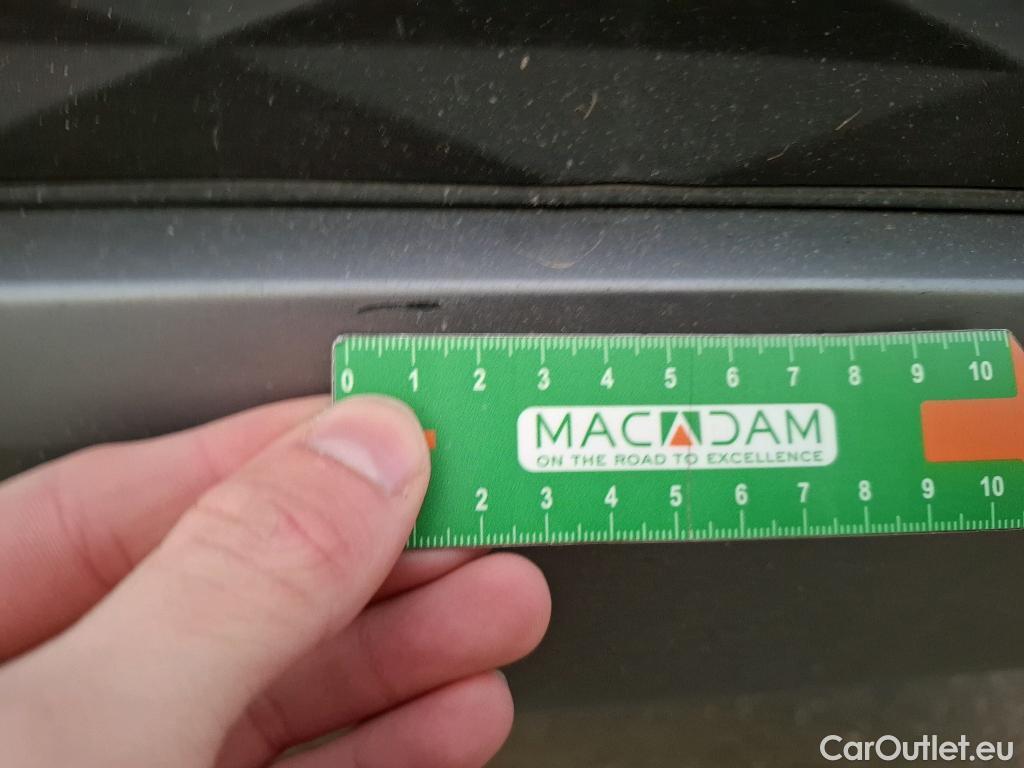 0 1 2 3 4 5 6 7 8 9 10
MACADAM
ON THE ROAD TO EXCELLENCE
2 3 4 5 6 7 8 9 10
CarOutlet.eu